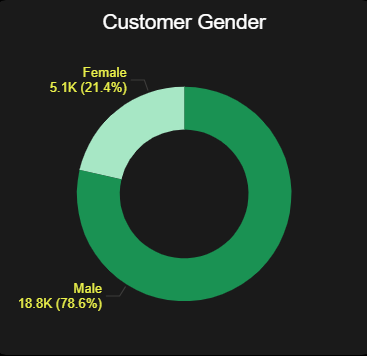 Customer Gender
Female
5.1K (21.4%)
Male
18.8K (78.6%)